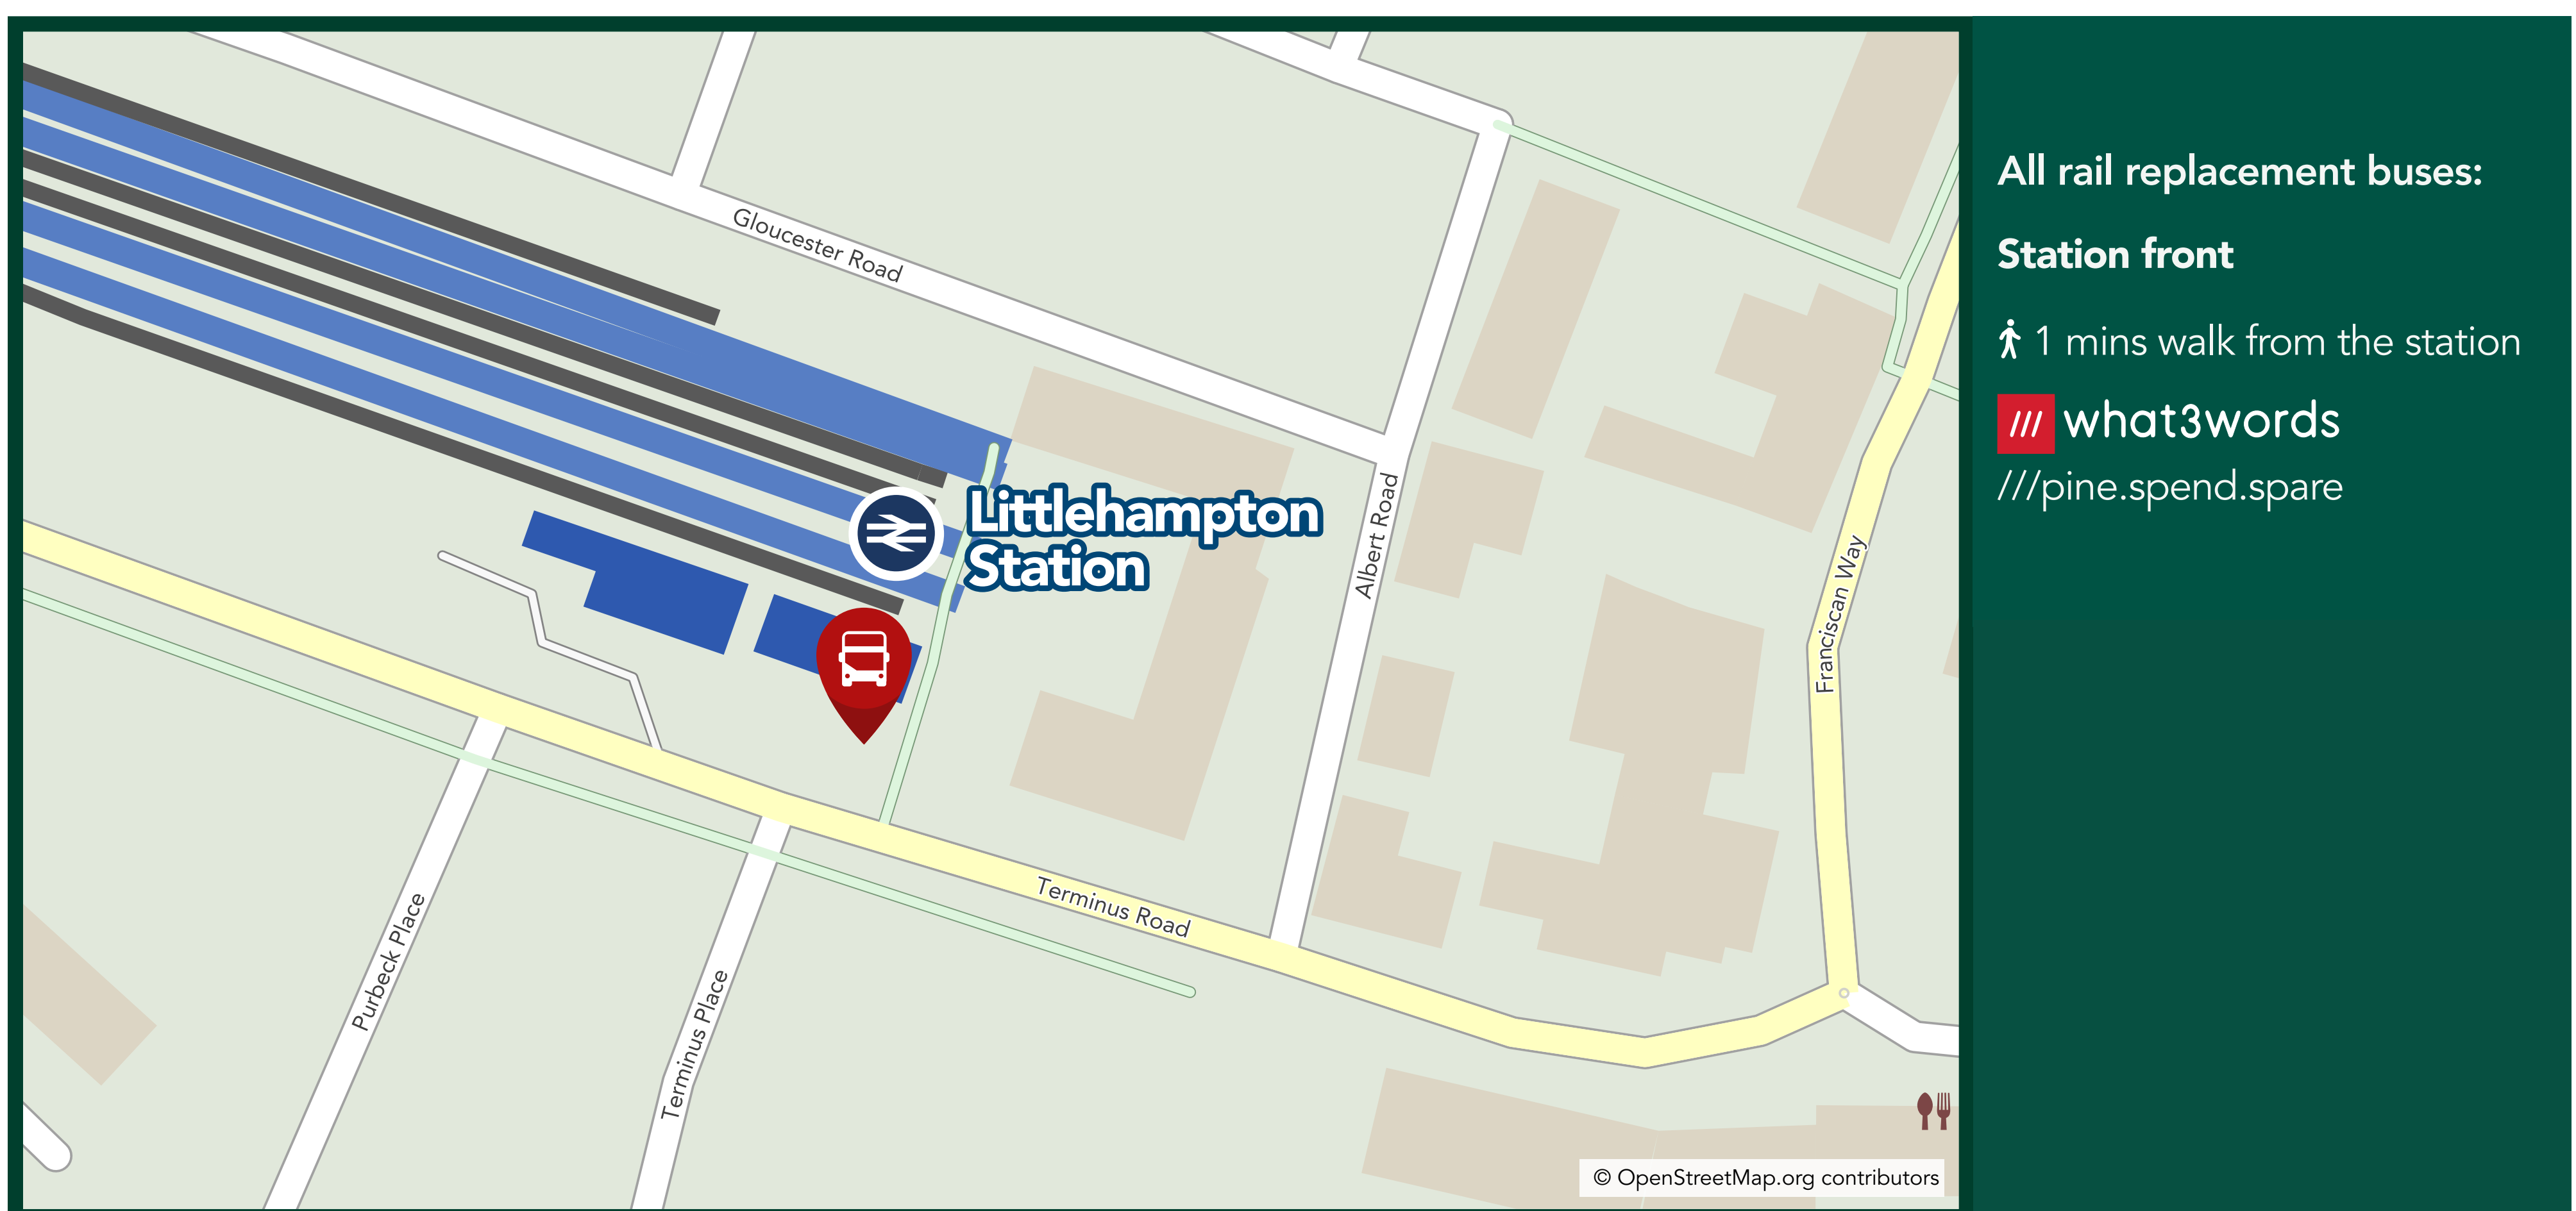 Gloucester Road
Littlehampton
Station
Albert Road
Franciscan Way
Terminus Road
Purbeck Place
Terminus Place
© OpenStreetMap.org contributors
All rail replacement buses:
Station front
1 mins walk from the station
/// what3words
///pine.spend.spare